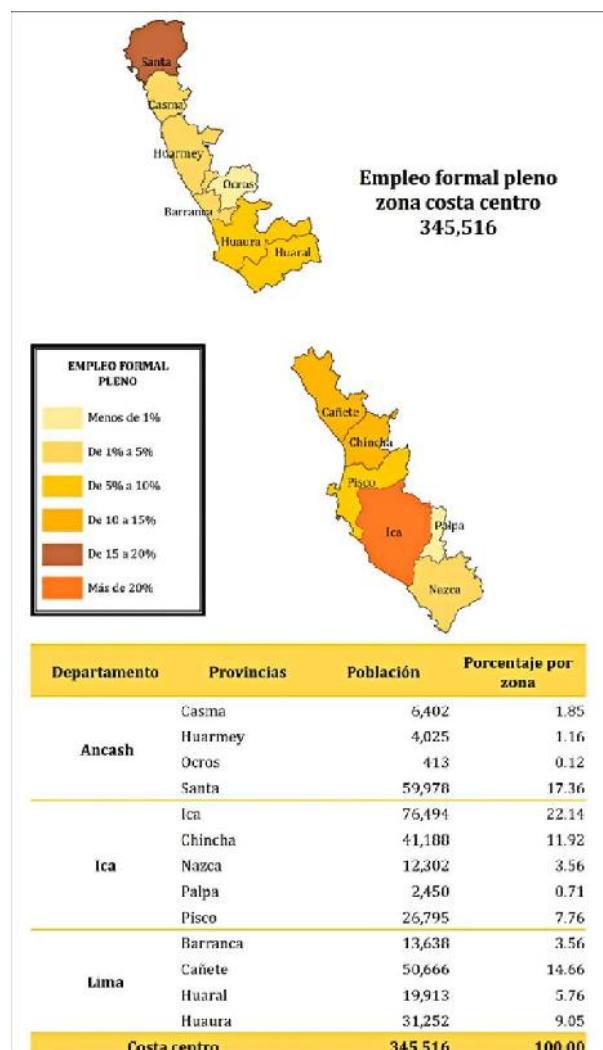 Santa
Casma
Huarmey
Ocros
Barranca
Huaura
Huaral
Empleo formal pleno
zona costa centro
345,516
EMPLEO FORMAL
PLENO
Menos de 1%
De 1% a 5%
De 5% a 10%
De 10 a 15%
De 15 a 20%
Más de 20%
Cañete
Chincha
Pisco
Ica
Palpa
Nazca
Departamento Provincias Población Porcentaje por zona
Ancash
Casma 6,402 1.85
Huarmey 4,025 1.16
Ocros 413 0.12
Santa 59,978 17.36
Ica
Ica 76,494 22.14
Chincha 41,188 11.92
Nazca 12,302 3.56
Palpa 2,450 0.71
Pisco 26,795 7.76
Lima
Barranca 13,638 3.56
Cañete 50,666 14.66
Huaral 19,913 5.76
Huaura 31,252 9.05
Costa centro 345,516 100.00